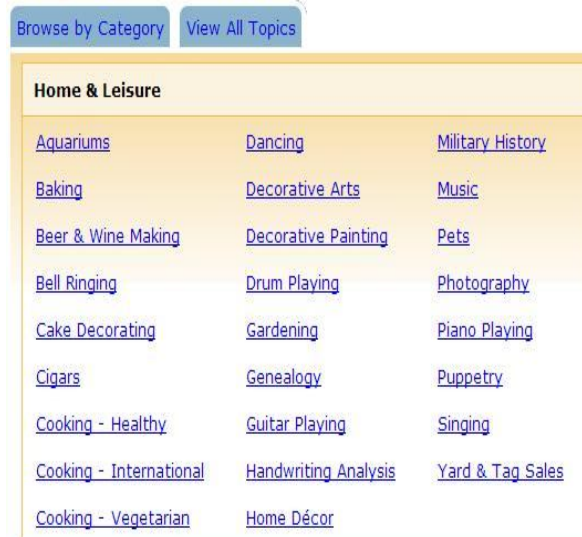 Browse by Category
View All Topics
Home & Leisure
Aquariums
Baking
Beer & Wine Making
Bell Ringing
Cake Decorating
Cigars
Cooking - Healthy
Cooking - International
Cooking - Vegetarian
Dancing
Decorative Arts
Decorative Painting
Drum Playing
Gardening
Genealogy
Guitar Playing
Handwriting Analysis
Home Décor
Military History
Music
Pets
Photography
Piano Playing
Puppetry
Singing
Yard & Tag Sales